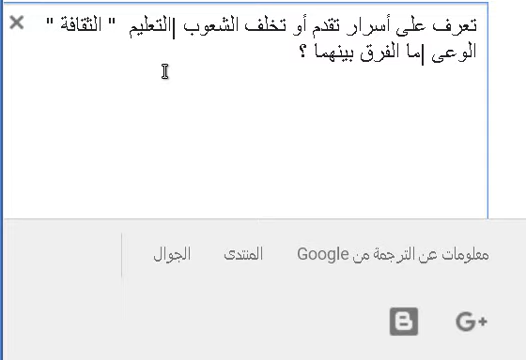 تعرف على أسرار تقدم أو تخلف الشعوب |التعليم " الثقافة "
الوعى |ما الفرق بينهما ؟
معلومات عن الترجمة من Google المنتدى الجوال
G+